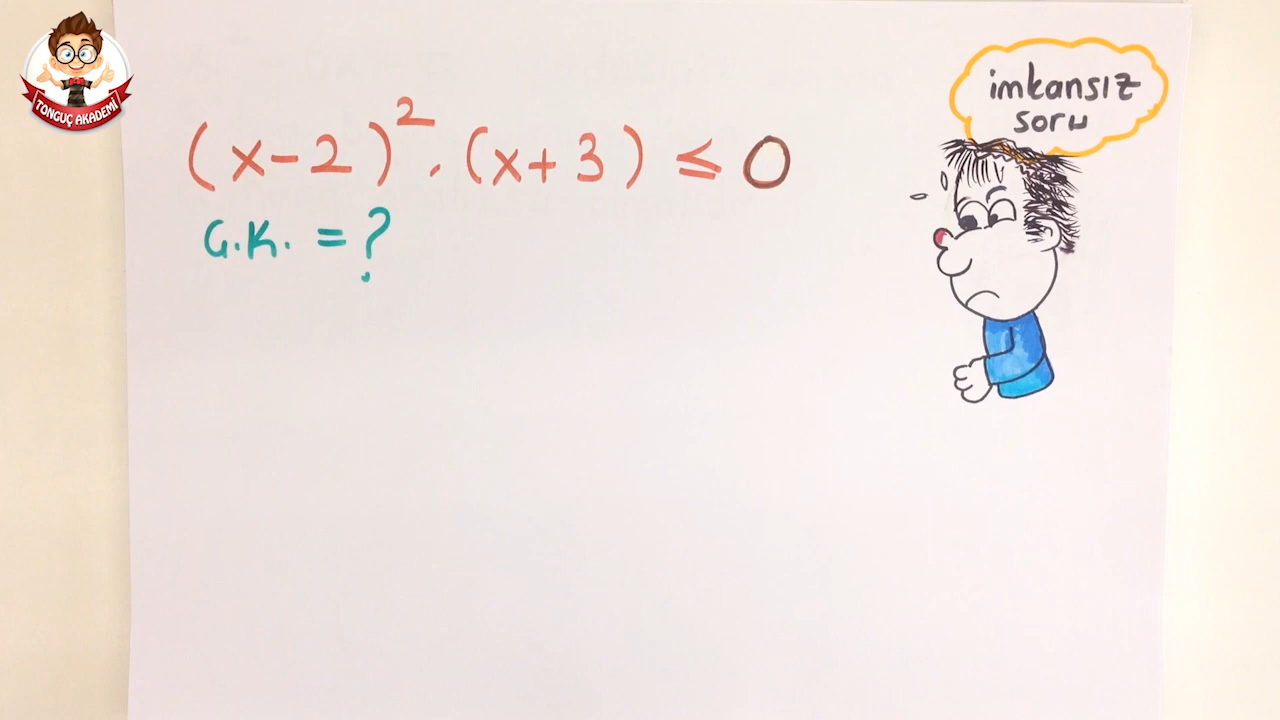 TONGUÇ AKADEMİ
imkansız
soru
(x-2)². (x+3) ≤ 0
Ç.K. = ?